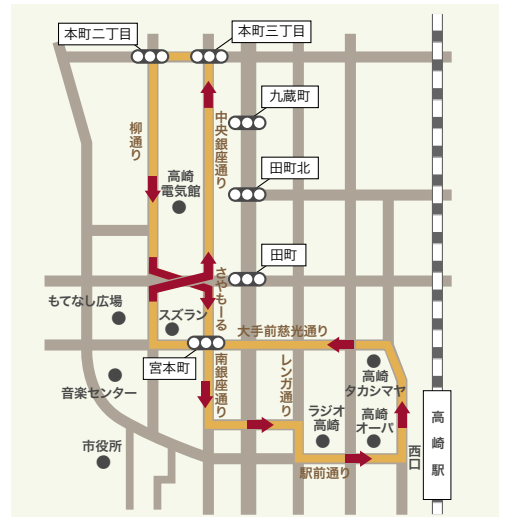 本町二丁目
本町三丁目
九蔵町
柳通り
中央銀座通り
高崎
電気館
田町北
田町
さやもーる
もてなし広場
スズラン
大手前慈光通り
宮本町
南銀座通り
レンガ通り
高崎
タカシマヤ
音楽センター
ラジオ
高崎
高崎
オーパ
高崎駅
市役所
西口
駅前通り